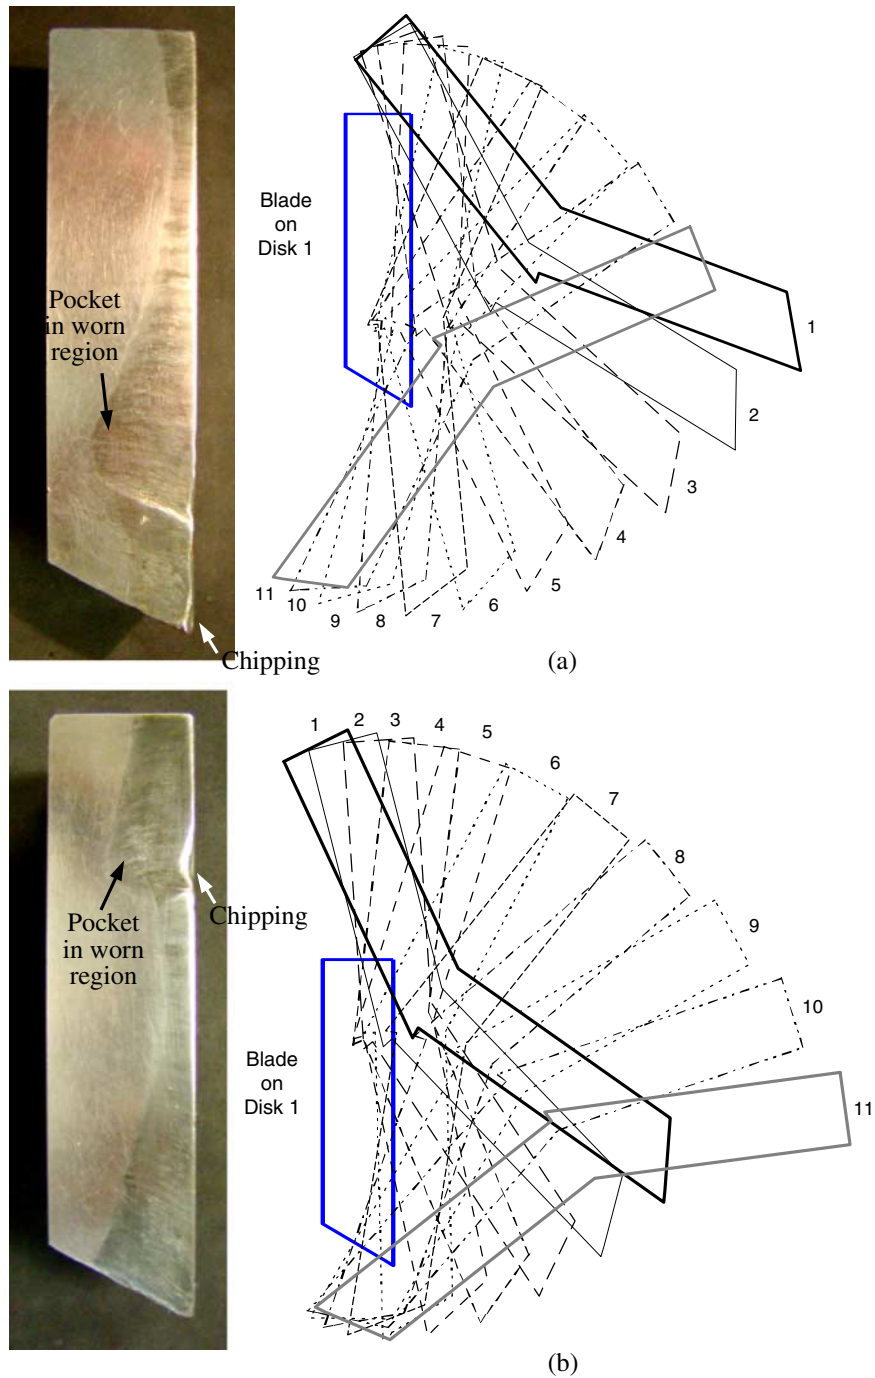 Blade
on
Disk 1
Pocket
in worn
region
1
2
3
4
5
6
7
8
9
10
11
Chipping
(a)
1
2
3
4
5
6
7
8
9
10
11
Chipping
Pocket
in worn
region
Blade
on
Disk 1
(b)